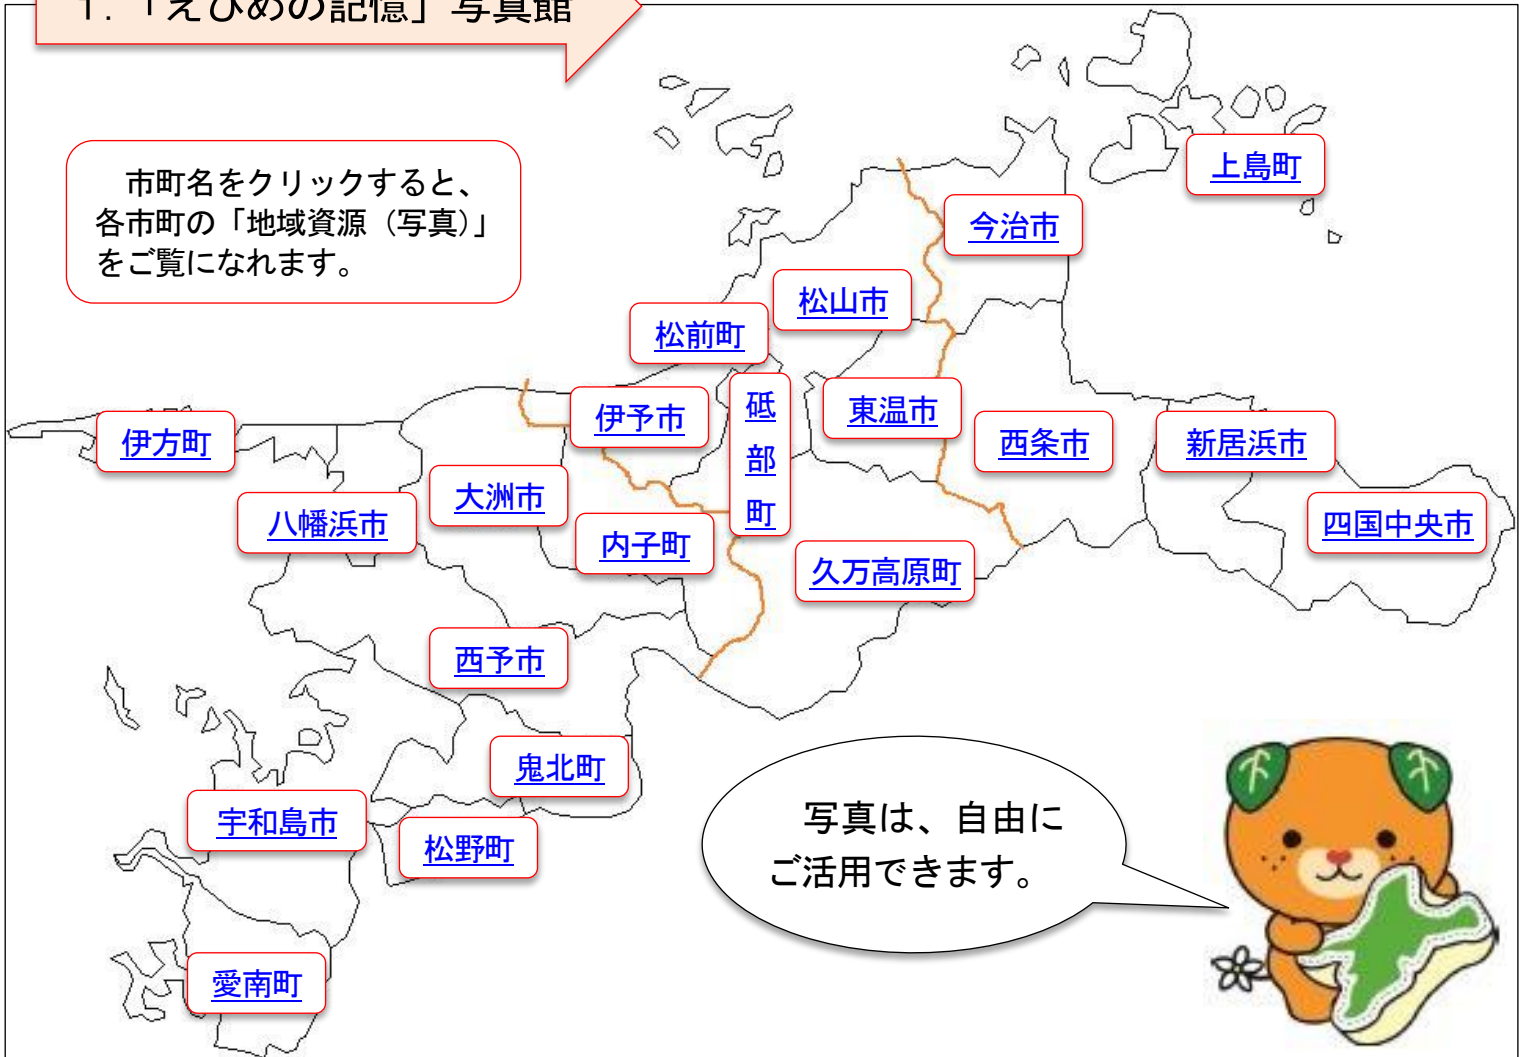 1.「えひめの記憶」写真館
市町名をクリックすると、
各市町の「地域資源（写真）」
をご覧になれます。
上島町
今治市
松山市
松前町
伊予市
砥部町
東温市
西条市
新居浜市
四国中央市
伊方町
八幡浜市
大洲市
内子町
久万高原町
西予市
鬼北町
宇和島市
松野町
愛南町
写真は、自由に
ご活用できます。